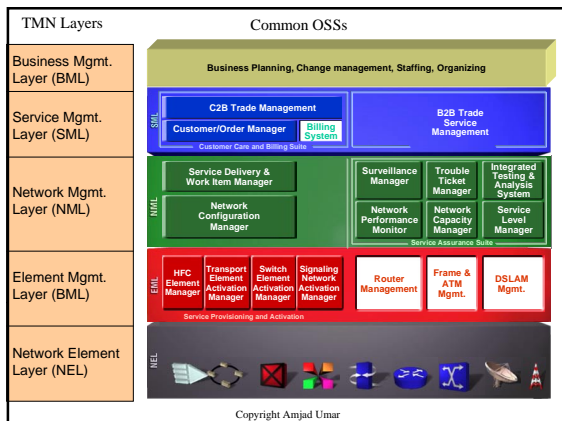 TMN Layers
Common OSSs
Business Mgmt.
Layer (BML)
Business Planning, Change management, Staffing, Organizing
Service Mgmt.
Layer (SML)
SML
C2B Trade Management
Customer/Order Manager
Billing
System
Customer Care and Billing Suite
B2B Trade
Service
Management
Network Mgmt.
Layer (NML)
NML
Service Delivery &
Work Item Manager
Network
Configuration
Manager
Surveillance
Manager
Trouble
Ticket
Manager
Integrated
Testing &
Analysis
System
Network
Performance
Monitor
Network
Capacity
Manager
Service
Level
Manager
Service Assurance Suite
Element Mgmt.
Layer (BML)
EML
HFC
Element
Manager
Transport
Element
Activation
Manager
Switch
Element
Activation
Manager
Signaling
Network
Activation
Manager
Service Provisioning and Activation
Router
Management
Frame &
ATM
Mgmt.
DSLAM
Mgmt.
Network Element
Layer (NEL)
NEL
Copyright Amjad Umar